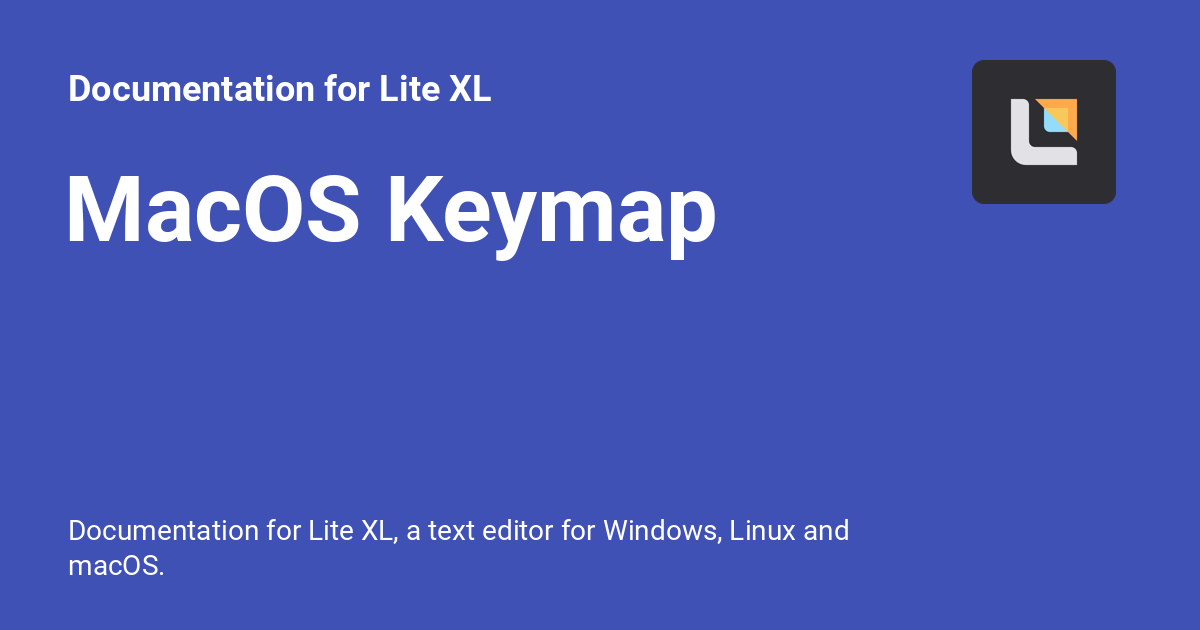 Documentation for Lite XL
MacOS Keymap
Documentation for Lite XL, a text editor for Windows, Linux and
macOS.